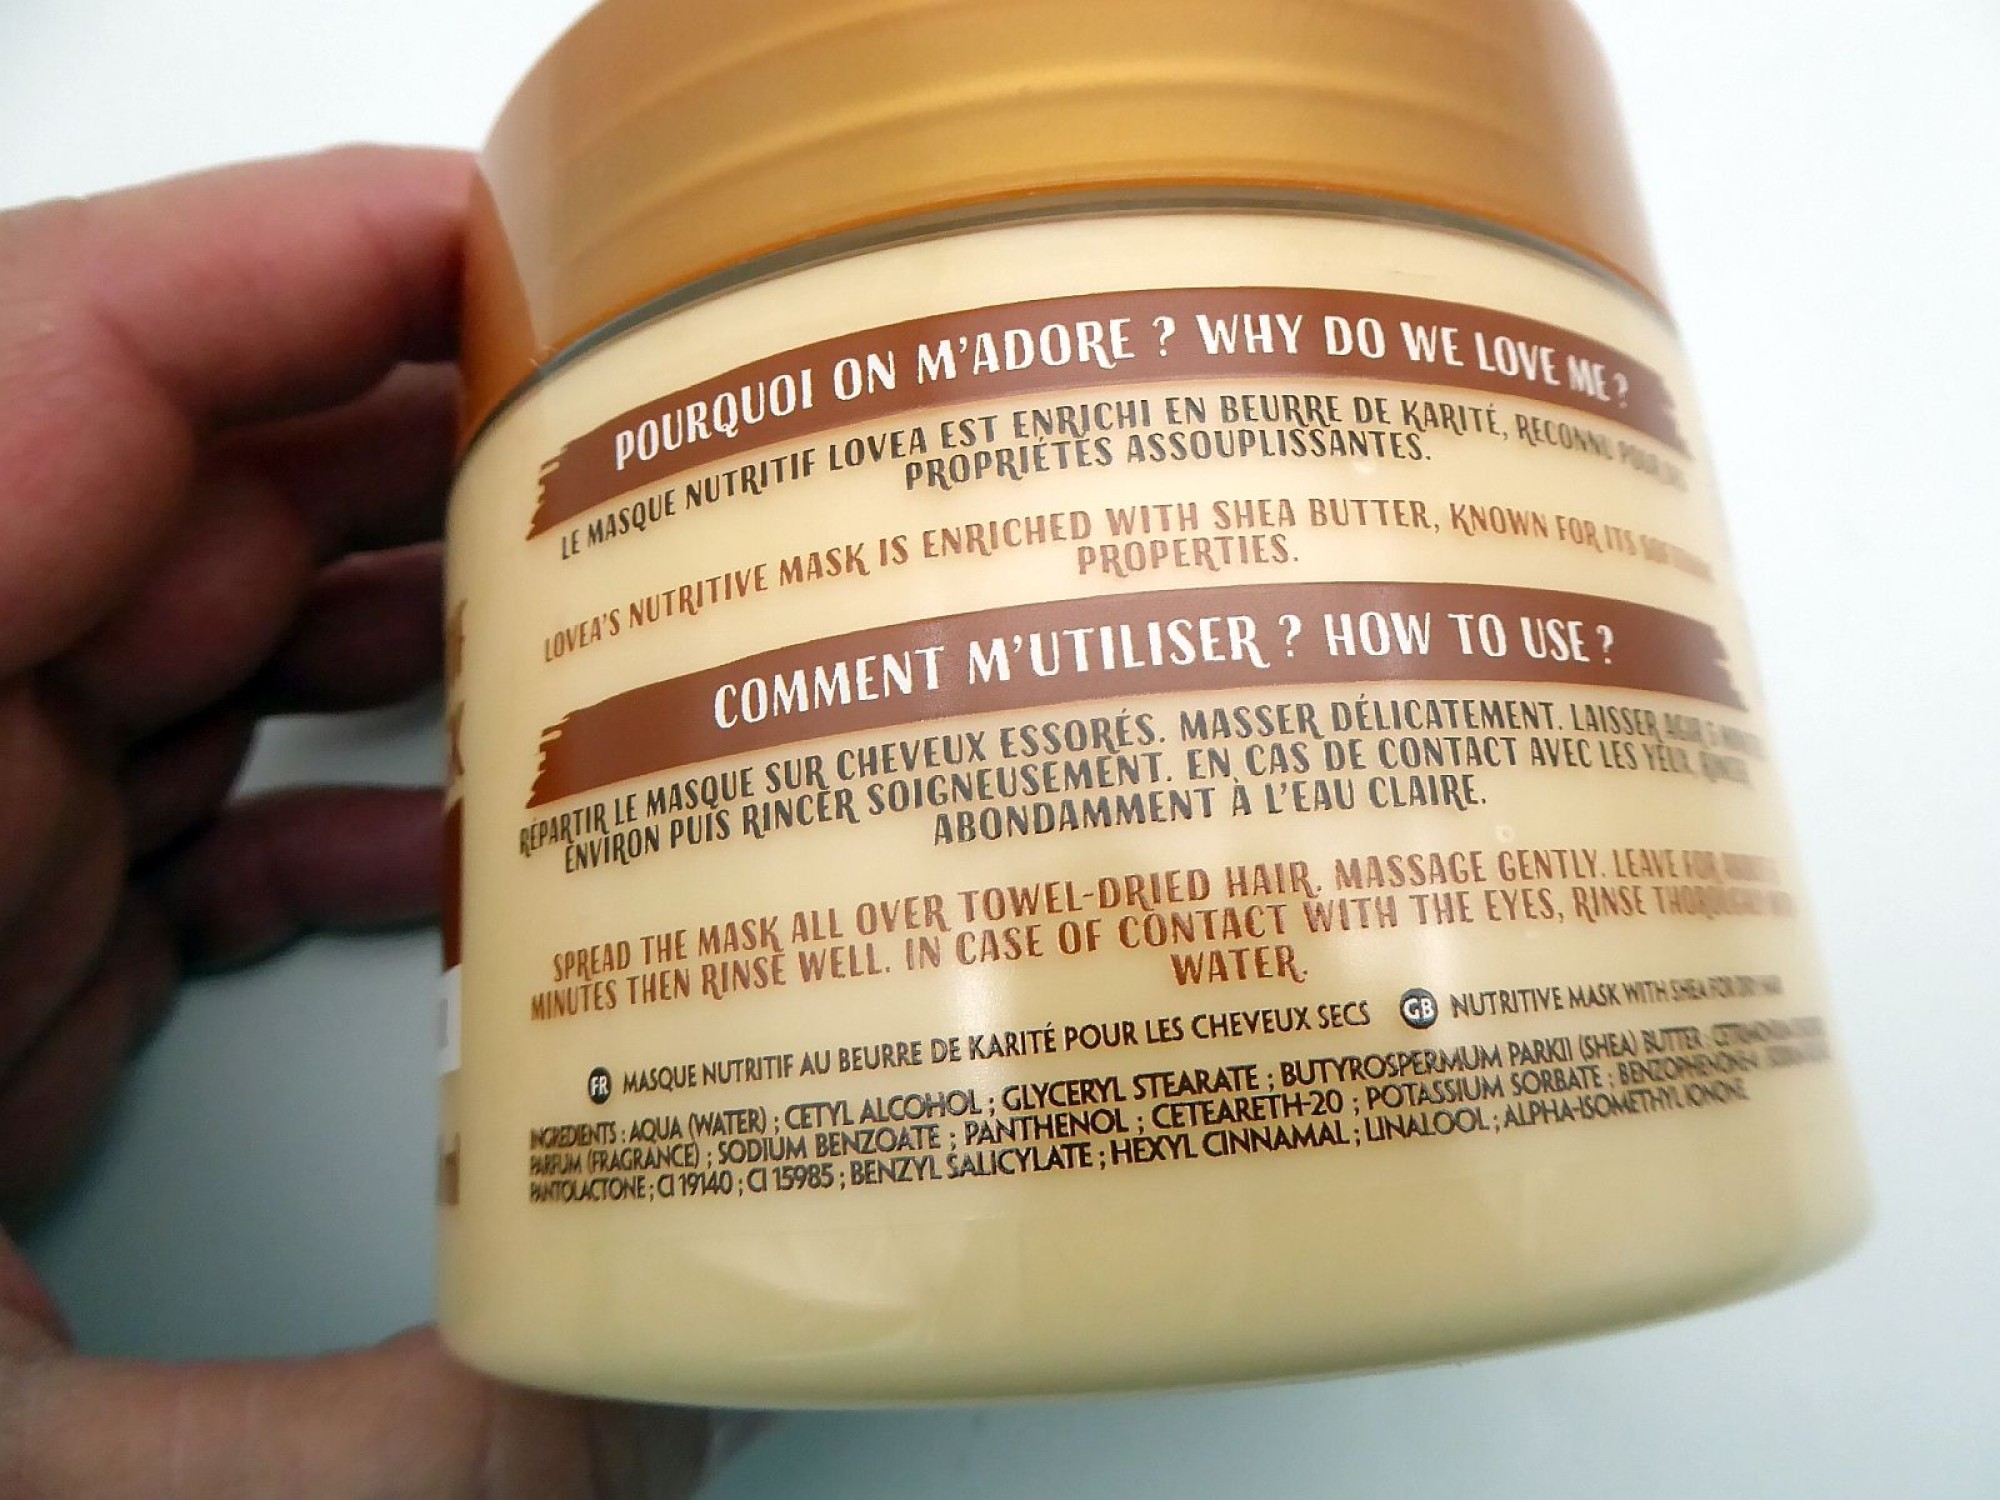 POURQUOI ON M'ADORE ? WHY DO WE LOVE ME ?
LE MASQUE NUTRITIF LOVEA EST ENRICHI EN BEURRE DE KARITÉ, RECONNU POUR
PROPRIÉTÉS ASSOUPLISSANTES.
LOVEA'S NUTRITIVE MASK IS ENRICHED WITH SHEA BUTTER, KNOWN FOR ITS
PROPERTIES.
COMMENT M'UTILISER ? HOW TO USE ?
RÉPARTIR LE MASQUE SUR CHEVEUX ESSORÉS. MASSER DÉLICATEMENT. LAISSER AGIR
ENVIRON PUIS RINCER SOIGNEUSEMENT. EN CAS DE CONTACT AVEC LES YEUX,
ABONDAMMENT À L'EAU CLAIRE.
SPREAD THE MASK ALL OVER TOWEL-DRIED HAIR. MASSAGE GENTLY. LEAVE FOR
MINUTES THEN RINSE WELL. IN CASE OF CONTACT WITH THE EYES, RINSE THOROUGHLY
WATER.
FR MASQUE NUTRITIF AU BEURRE DE KARITÉ POUR LES CHEVEUX SECS GB NUTRITIVE MASK WITH SHEA FOR DRY HAIR
INGREDIENTS : AQUA (WATER) ; CETYL ALCOHOL ; GLYCERYL STEARATE ; BUTYROSPERMUM PARKII (SHEA) BUTTER
PARFUM (FRAGRANCE) ; SODIUM BENZOATE ; PANTHENOL ; CETEARETH-20 ; POTASSIUM SORBATE ;
PANTOLACTONE ; CI 19140 ; CI 15985 ; BENZYL SALICYLATE ; HEXYL CINNAMAL ; LINALOOL ; ALPHA-ISOMETHYL IONONE